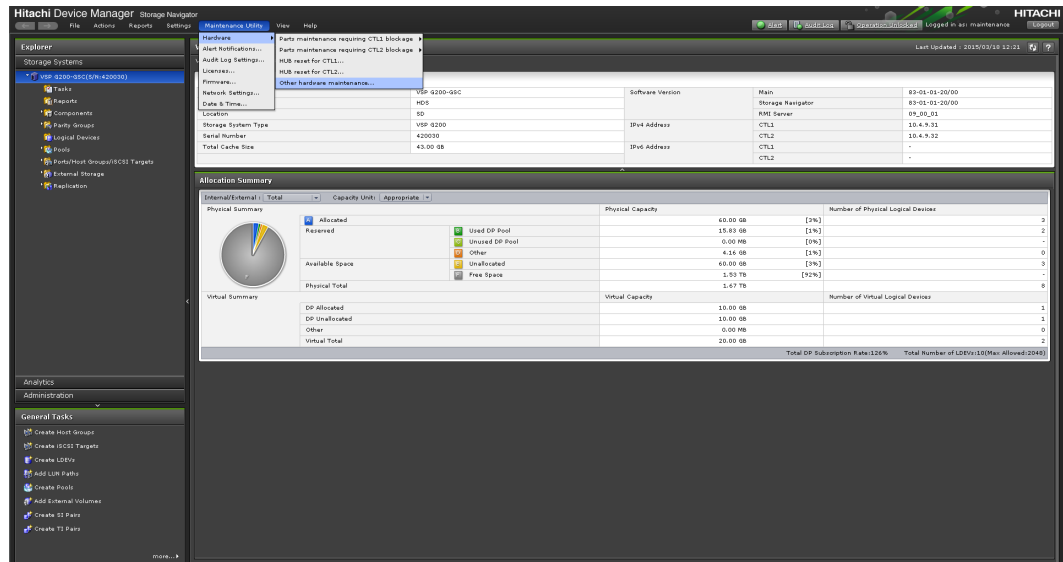 Hitachi Device Manager Storage Navigator
HITACHI
File Actions Reports Settings Maintenance Utility View Help
Alert Audit Log Operation Unlocked Logged in as: maintenance Logout
Explorer
Last Updated : 2015/03/18 12:21
Storage Systems
VSP G200-GSC(S/N:420030)
Tasks
Reports
Components
Parity Groups
Logical Devices
Pools
Ports/Host Groups/iSCSI Targets
External Storage
Replication
Analytics
Administration
General Tasks
Create Host Groups
Create iSCSI Targets
Create LDEVs
Add LUN Paths
Create Pools
Add External Volumes
Create SI Pairs
Create TI Pairs
more...
Hardware
Alert Notifications...
Audit Log Settings...
Licenses...
Firmware...
Network Settings...
Date & Time...
Parts maintenance requiring CTL1 blockage
Parts maintenance requiring CTL2 blockage
HUB reset for CTL1...
HUB reset for CTL2...
Other hardware maintenance...
VSP G200-GSC Software Version Main 83-01-01-20/00
HDS Storage Navigator 83-01-01-20/00
Location SD RMI Server 09_00_01
Storage System Type VSP G200 IPv4 Address CTL1 10.4.9.31
Serial Number 420030 CTL2 10.4.9.32
Total Cache Size 43.00 GB IPv6 Address CTL1 -
CTL2 -
Allocation Summary
Internal/External : Total Capacity Unit: Appropriate
Physical Summary Physical Capacity Number of Physical Logical Devices
Allocated 60.00 GB [3%] 3
Reserved Used DP Pool 15.83 GB [1%] 2
Unused DP Pool 0.00 MB [0%] -
Other 4.16 GB [1%] 0
Available Space Unallocated 60.00 GB [3%] 3
Free Space 1.53 TB [92%] -
Physical Total 1.67 TB 8
Virtual Summary Virtual Capacity Number of Virtual Logical Devices
DP Allocated 10.00 GB 1
DP Unallocated 10.00 GB 1
Other 0.00 MB 0
Virtual Total 20.00 GB 2
Total DP Subscription Rate:126% Total Number of LDEVs:10(Max Allowed:2048)